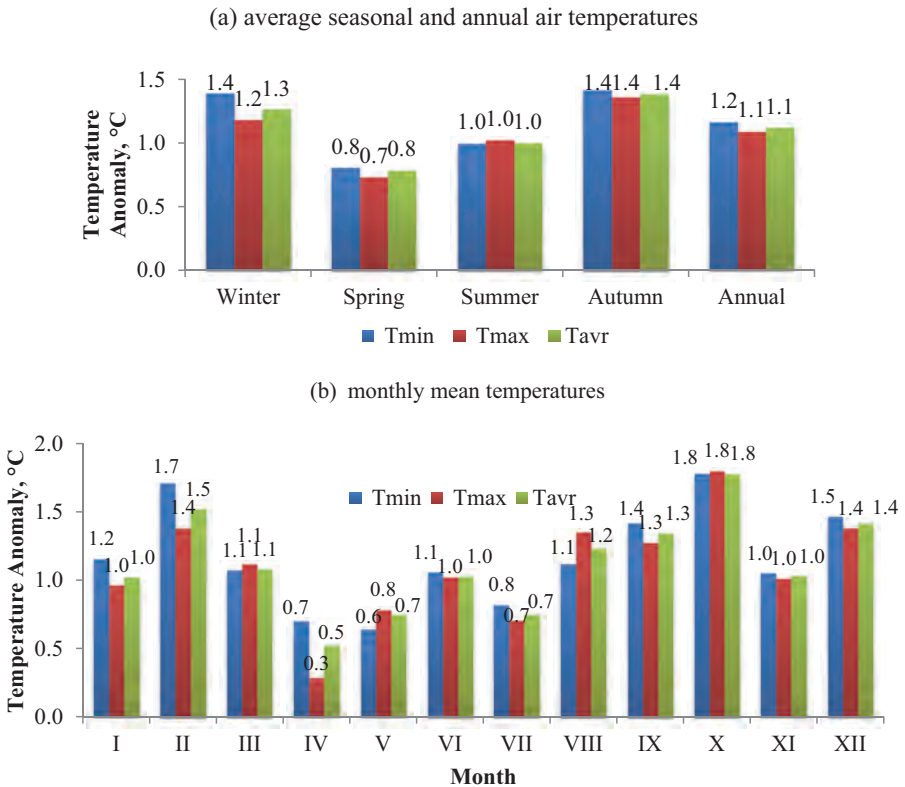 (a) average seasonal and annual air temperatures
Temperature
Anomaly, °C
1.5
1.0
0.5
0.0
1.4 1.2 1.3
0.8 0.7 0.8
1.0 1.0 1.0
1.4 1.4 1.4
1.2 1.1 1.1
Winter Spring Summer Autumn Annual
Tmin Tmax Tavr
(b) monthly mean temperatures
Temperature Anomaly, °C
2.0
1.5
1.0
0.5
0.0
Tmin Tmax Tavr
1.2 1.0 1.0
1.7 1.4 1.5
1.1 1.1 1.1
0.7 0.3 0.5
0.6 0.8 0.7
1.1 1.0 1.0
0.8 0.7 0.7
1.1 1.3 1.2
1.4 1.3 1.3
1.8 1.8 1.8
1.0 1.0 1.0
1.5 1.4 1.4
I II III IV V VI VII VIII IX X XI XII
Month